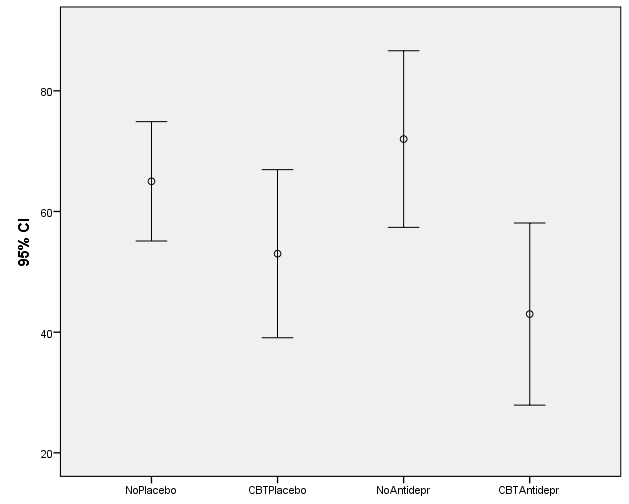 80
60
40
20
95% CI
NoPlacebo
CBTPlacebo
NoAntidepr
CBTAntidepr